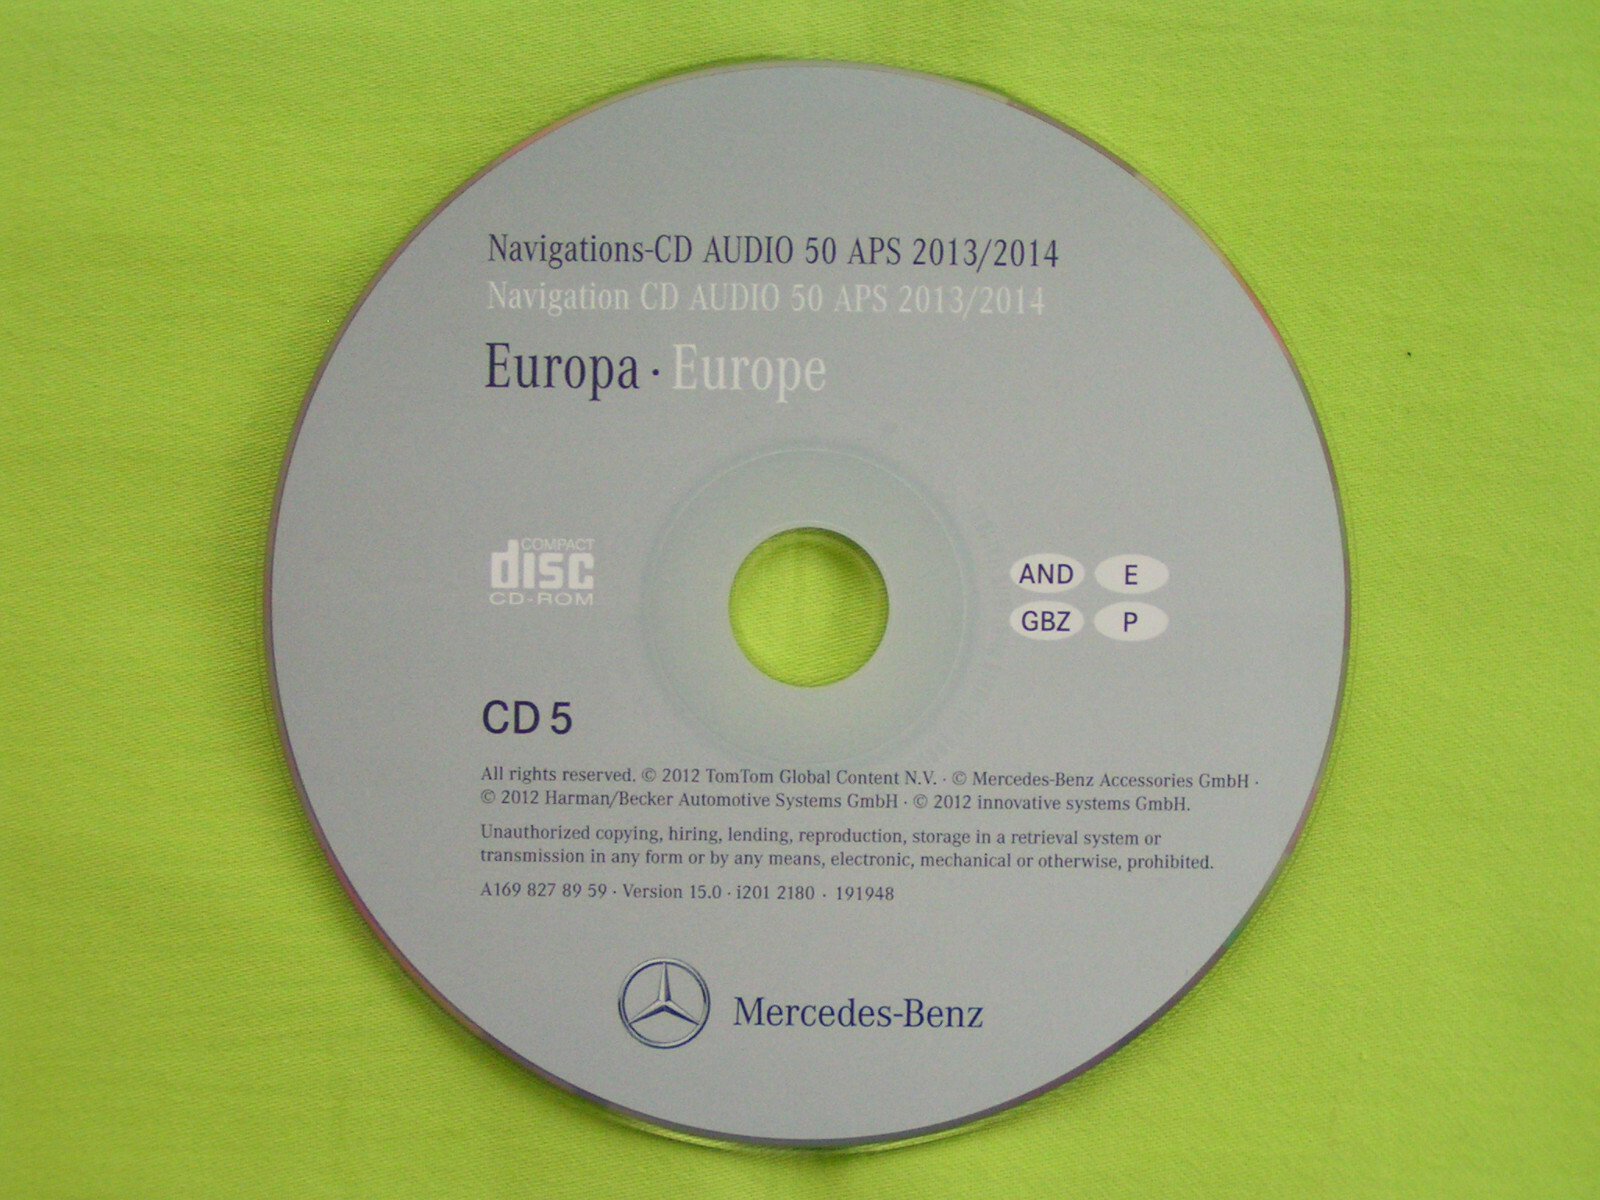 Navigations-CD AUDIO 50 APS 2013/2014
Navigation CD AUDIO 50 APS 2013/2014
Europa · Europe
COMPACT
disc
CD-ROM
AND E
GBZ P
CD 5
All rights reserved. © 2012 TomTom Global Content N.V. · © Mercedes-Benz Accessories GmbH ·
© 2012 Harman/Becker Automotive Systems GmbH · © 2012 innovative systems GmbH.
Unauthorized copying, hiring, lending, reproduction, storage in a retrieval system or
transmission in any form or by any means, electronic, mechanical or otherwise, prohibited.
A169 827 89 59 · Version 15.0 · i201 2180 · 191948
Mercedes-Benz